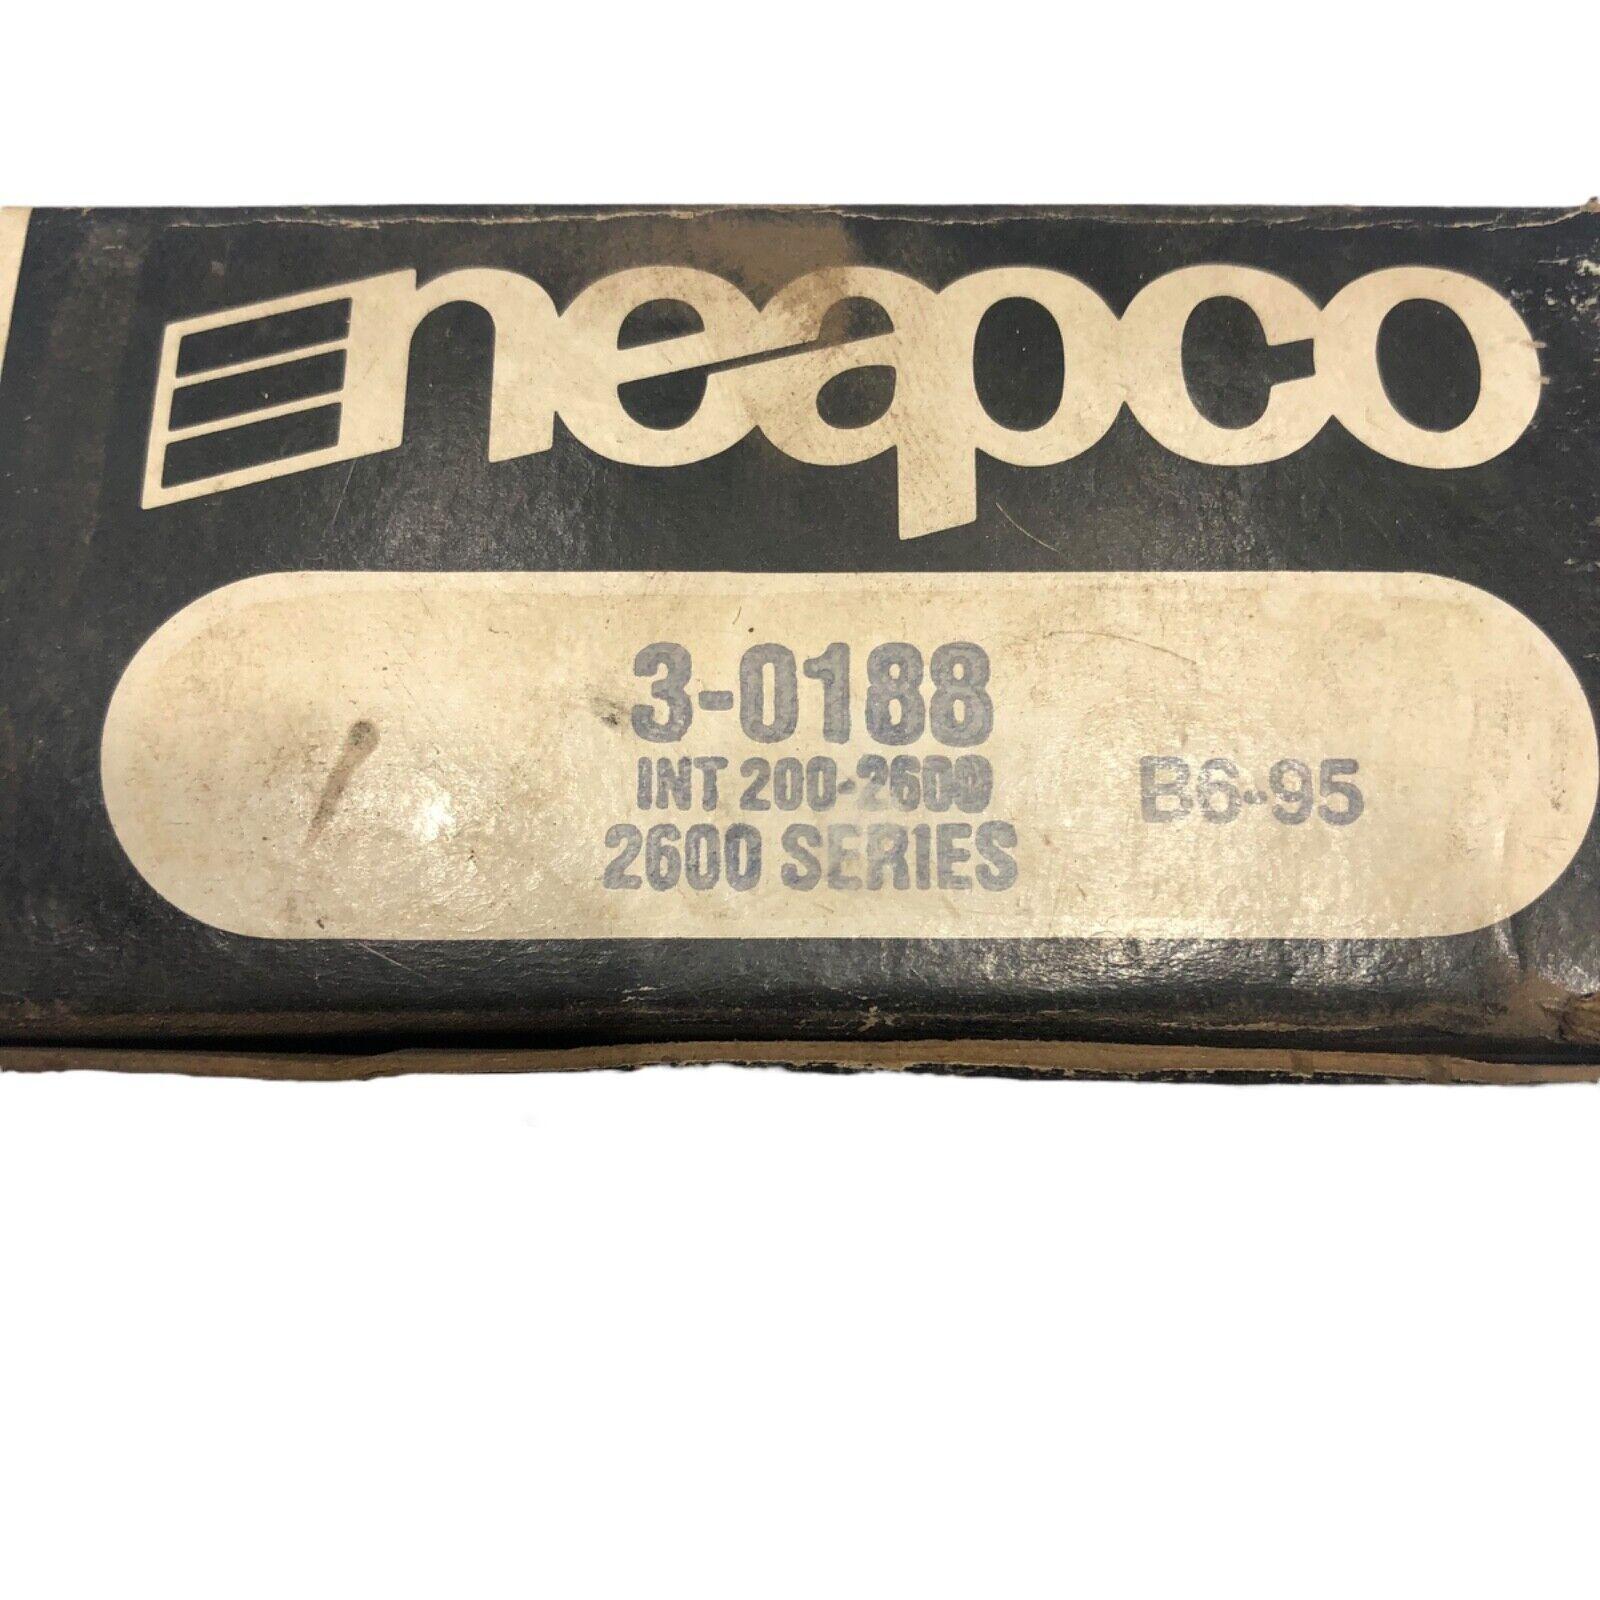 neapco
3-0188
INT 200-2600
2600 SERIES
B6-95